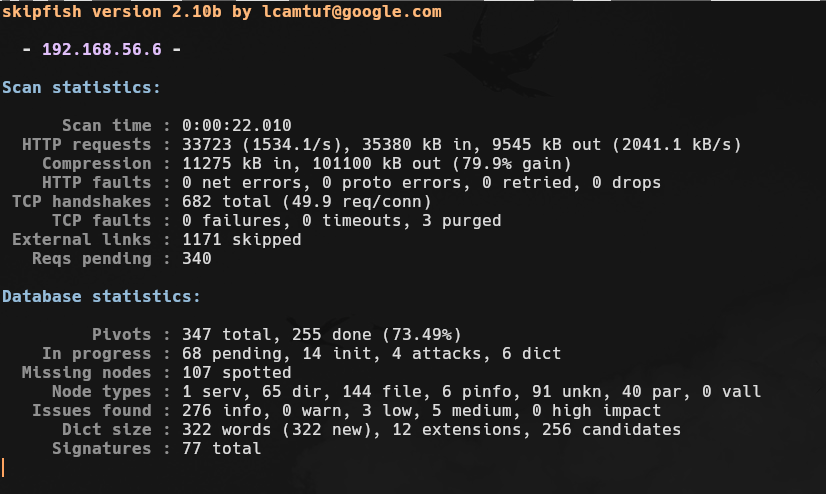 skipfish version 2.10b by lcamtuf@google.com
- 192.168.56.6 -
Scan statistics:
Scan time : 0:00:22.010
HTTP requests : 33723 (1534.1/s), 35380 kB in, 9545 kB out (2041.1 kB/s)
Compression : 11275 kB in, 101100 kB out (79.9% gain)
HTTP faults : 0 net errors, 0 proto errors, 0 retried, 0 drops
TCP handshakes : 682 total (49.9 req/conn)
TCP faults : 0 failures, 0 timeouts, 3 purged
External links : 1171 skipped
Reqs pending : 340
Database statistics:
Pivots : 347 total, 255 done (73.49%)
In progress : 68 pending, 14 init, 4 attacks, 6 dict
Missing nodes : 107 spotted
Node types : 1 serv, 65 dir, 144 file, 6 pinfo, 91 unkn, 40 par, 0 vall
Issues found : 276 info, 0 warn, 3 low, 5 medium, 0 high impact
Dict size : 322 words (322 new), 12 extensions, 256 candidates
Signatures : 77 total